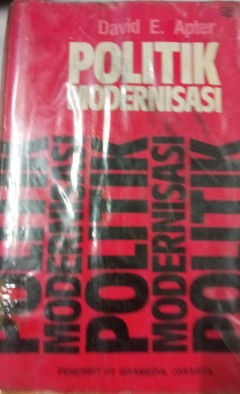 David E. Apter
POLITIK
MODERNISASI
POLITIK
MODERNISASI
POLITIK
MODERNISASI
POLITIK
PENERBIT PT GRAMEDIA, JAKARTA